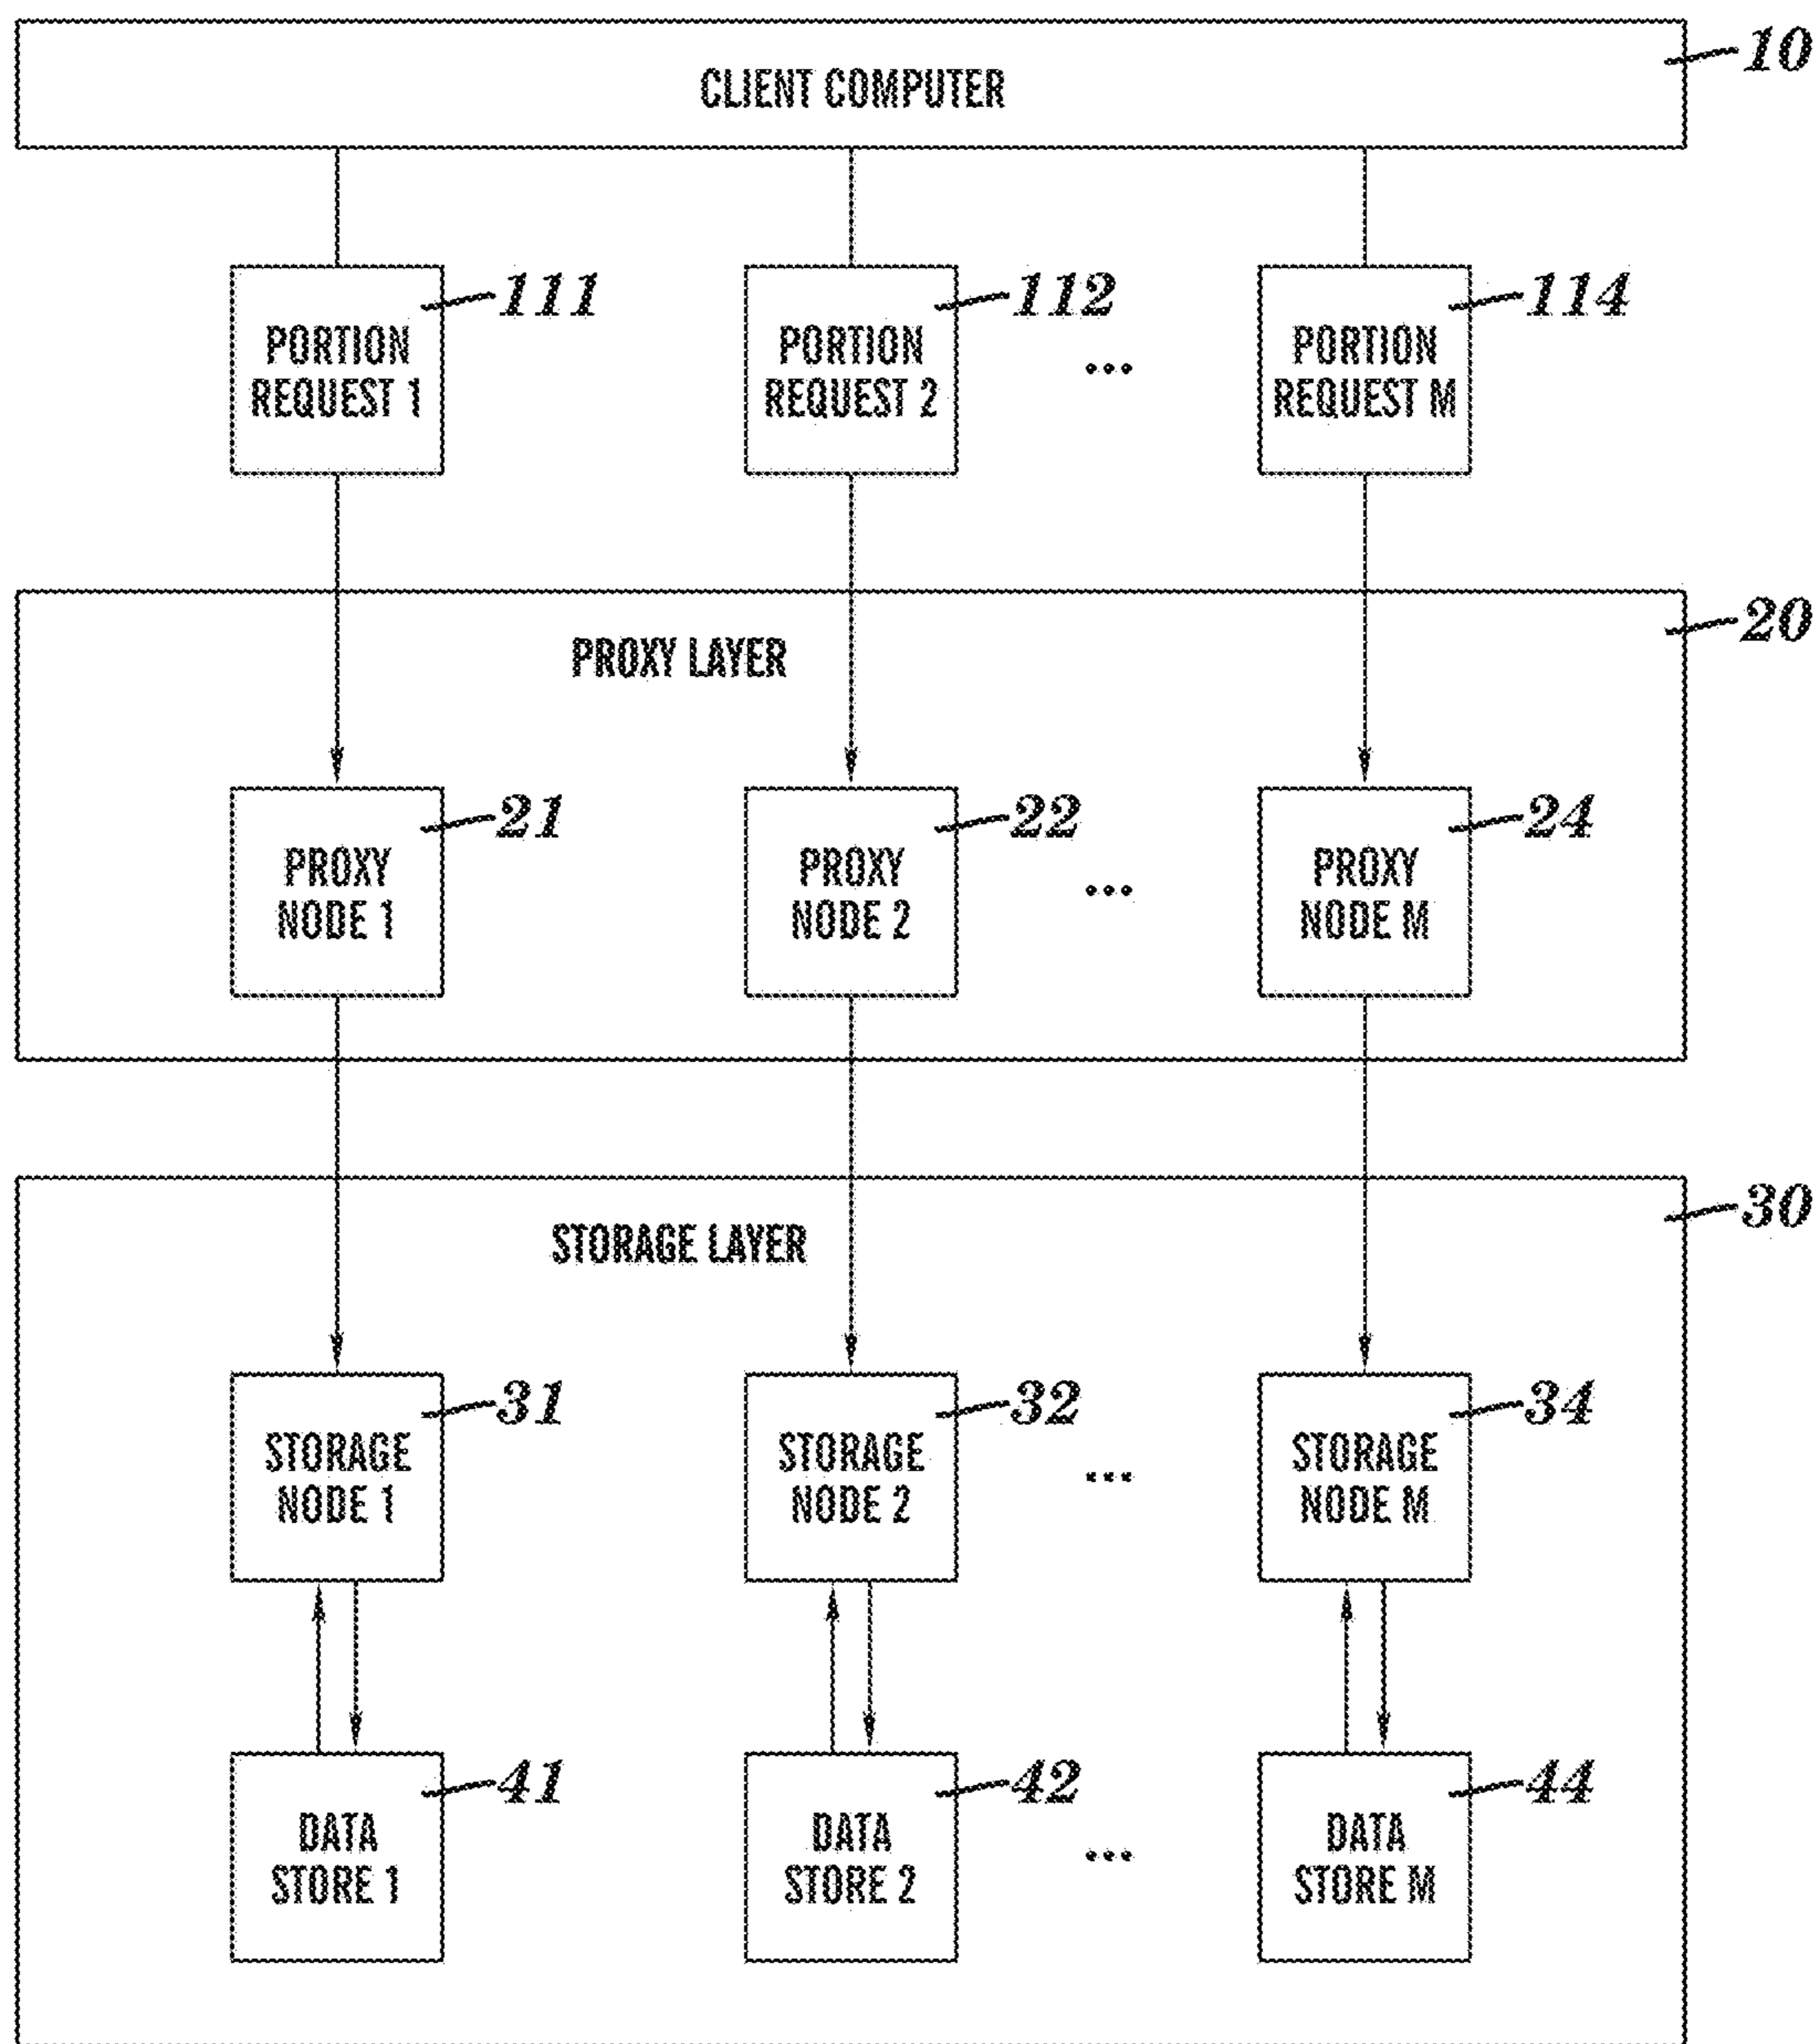 CLIENT COMPUTER
10
111
112
114
PORTION
REQUEST 1
PORTION
REQUEST 2
...
PORTION
REQUEST M
20
PROXY LAYER
21
22
24
PROXY
NODE 1
PROXY
NODE 2
...
PROXY
NODE M
30
STORAGE LAYER
31
32
34
STORAGE
NODE 1
STORAGE
NODE 2
...
STORAGE
NODE M
41
42
44
DATA
STORE 1
DATA
STORE 2
...
DATA
STORE M